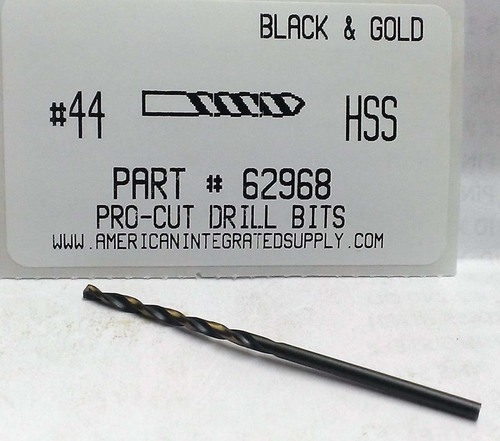 BLACK & GOLD
#44 HSS
PART # 62968
PRO-CUT DRILL BITS
WWW.AMERICANINTEGRATEDSUPPLY.COM